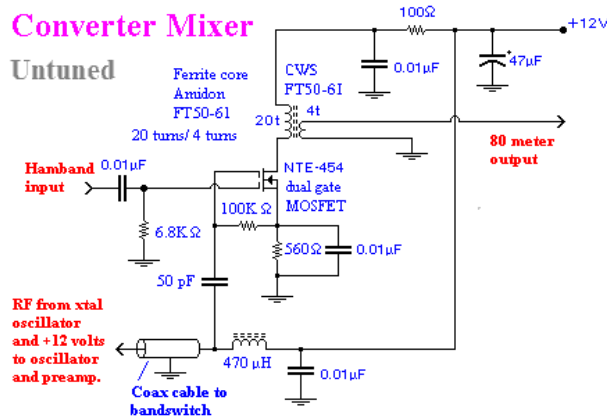 Converter Mixer
Untuned
100Ω
+12V
0.01µF
+
47µF
Ferrite core
Amidon
FT50-61
20 turns/ 4 turns
CWS
FT50-6I
20t
4t
80 meter
output
Hamband
input
0.01µF
NTE-454
dual gate
MOSFET
6.8KΩ
100KΩ
560Ω
0.01µF
50 pF
RF from xtal
oscillator
and +12 volts
to oscillator
and preamp.
470 µH
0.01µF
Coax cable to
bandswitch